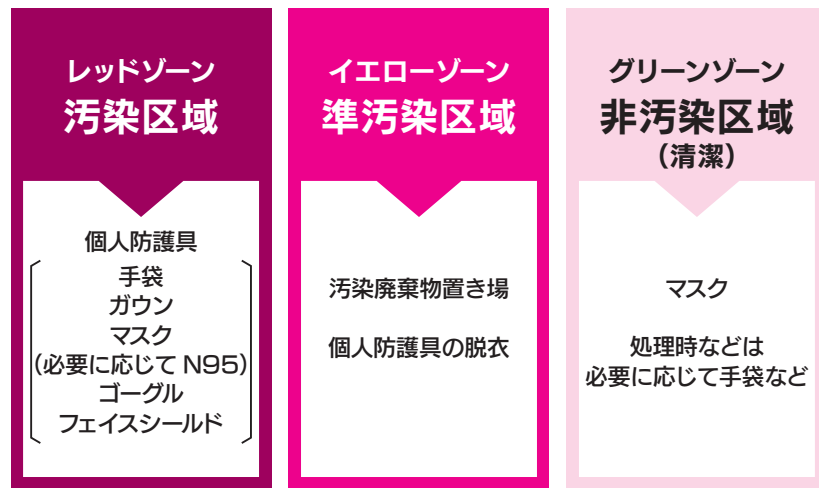 レッドゾーン
汚染区域
個人防護具
手袋
ガウン
マスク
(必要に応じて N95)
ゴーグル
フェイスシールド
イエローゾーン
準汚染区域
汚染廃棄物置き場
個人防護具の脱衣
グリーンゾーン
非汚染区域
(清潔)
マスク
処理時などは
必要に応じて手袋など